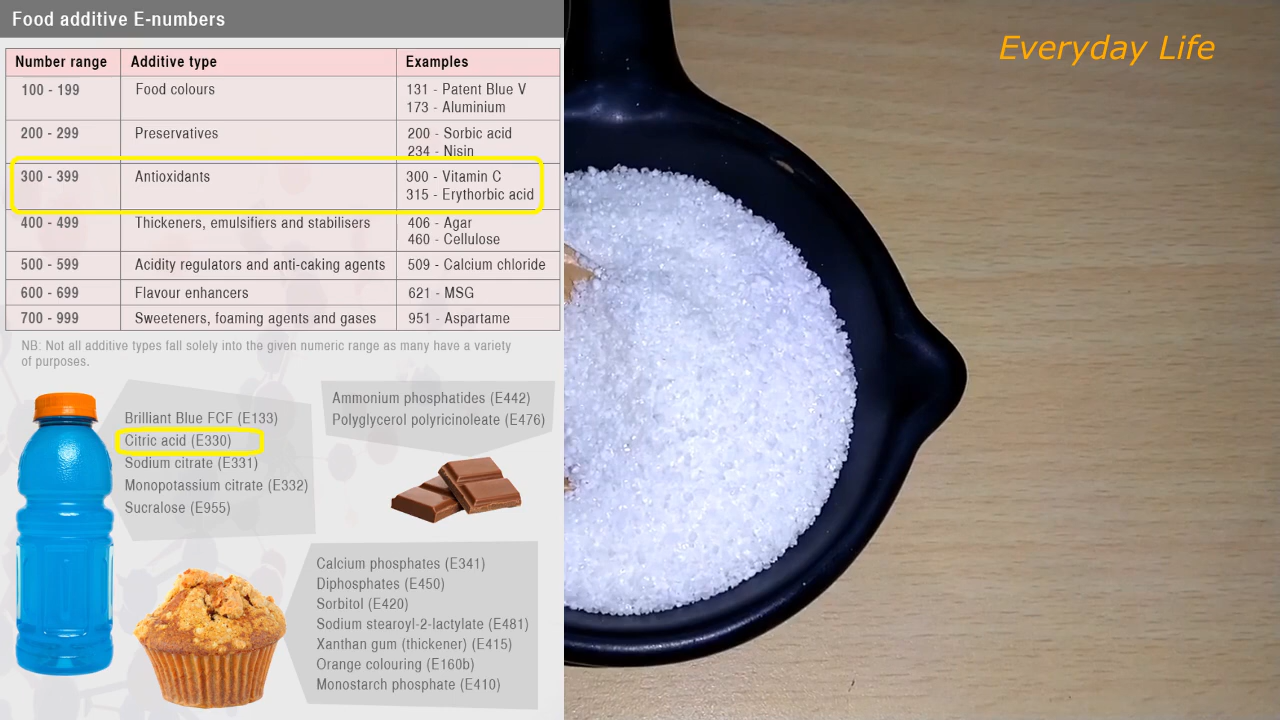 Food additive E-numbers
Everyday Life
Number range Additive type Examples
100 - 199 Food colours 131 - Patent Blue V
173 - Aluminium
200 - 299 Preservatives 200 - Sorbic acid
234 - Nisin
300 - 399 Antioxidants 300 - Vitamin C
315 - Erythorbic acid
400 - 499 Thickeners, emulsifiers and stabilisers 406 - Agar
460 - Cellulose
500 - 599 Acidity regulators and anti-caking agents 509 - Calcium chloride
600 - 699 Flavour enhancers 621 - MSG
700 - 999 Sweeteners, foaming agents and gases 951 - Aspartame
NB: Not all additive types fall solely into the given numeric range as many have a variety
of purposes.
Brilliant Blue FCF (E133)
Citric acid (E330)
Sodium citrate (E331)
Monopotassium citrate (E332)
Sucralose (E955)
Ammonium phosphatides (E442)
Polyglycerol polyricinoleate (E476)
Calcium phosphates (E341)
Diphosphates (E450)
Sorbitol (E420)
Sodium stearoyl-2-lactylate (E481)
Xanthan gum (thickener) (E415)
Orange colouring (E160b)
Monostarch phosphate (E410)